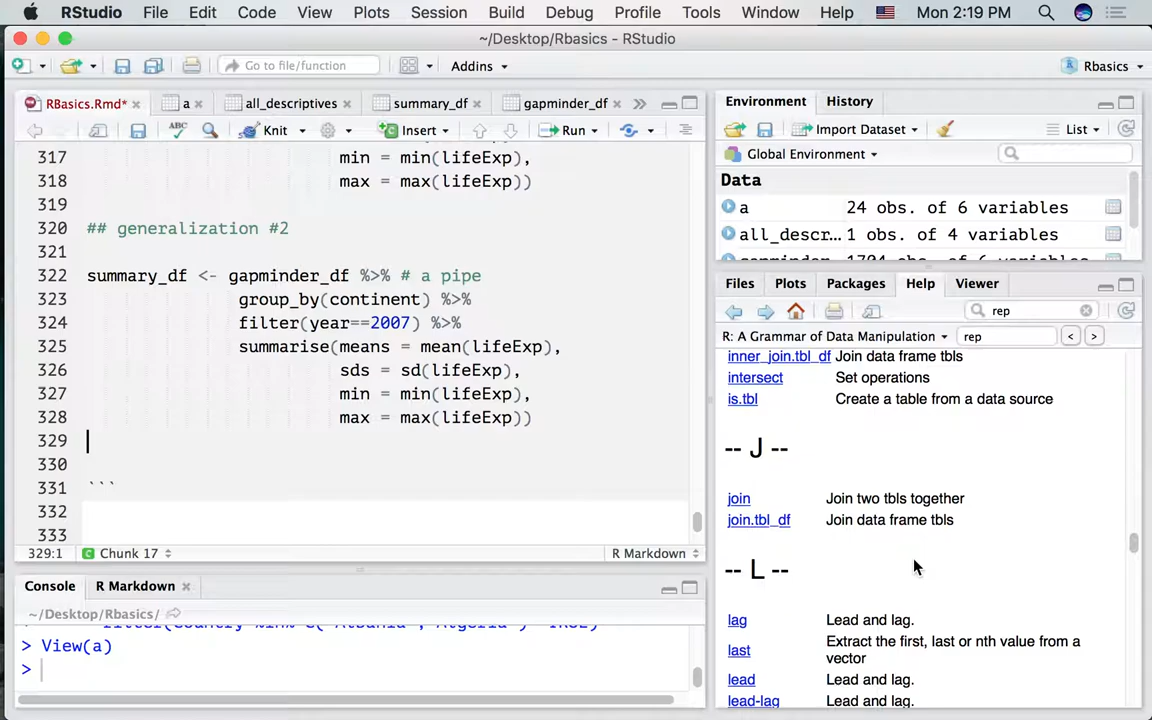 RStudio File Edit Code View Plots Session Build Debug Profile Tools Window Help Mon 2:19 PM
~/Desktop/Rbasics - RStudio
Go to file/function Addins Rbasics
RBasics.Rmd* a all_descriptives summary_df gapminder_df
ABC Knit Insert Run
317 min = min(lifeExp),
318 max = max(lifeExp))
319
320 ## generalization #2
321
322 summary_df <- gapminder_df %>% # a pipe
323 group_by(continent) %>%
324 filter(year==2007) %>%
325 summarise(means = mean(lifeExp),
326 sds = sd(lifeExp),
327 min = min(lifeExp),
328 max = max(lifeExp))
329
330
331 ```
332
333
329:1 Chunk 17 R Markdown
Console R Markdown
~/Desktop/Rbasics/
> View(a)
>
Environment History
Import Dataset List
Global Environment
Data
a 24 obs. of 6 variables
all_descr... 1 obs. of 4 variables
Files Plots Packages Help Viewer
rep
R: A Grammar of Data Manipulation rep < >
inner_join.tbl_df Join data frame tbls
intersect Set operations
is.tbl Create a table from a data source
-- J --
join Join two tbls together
join.tbl_df Join data frame tbls
-- L --
lag Lead and lag.
last Extract the first, last or nth value from a
vector
lead Lead and lag.
lead-lag Lead and lag.